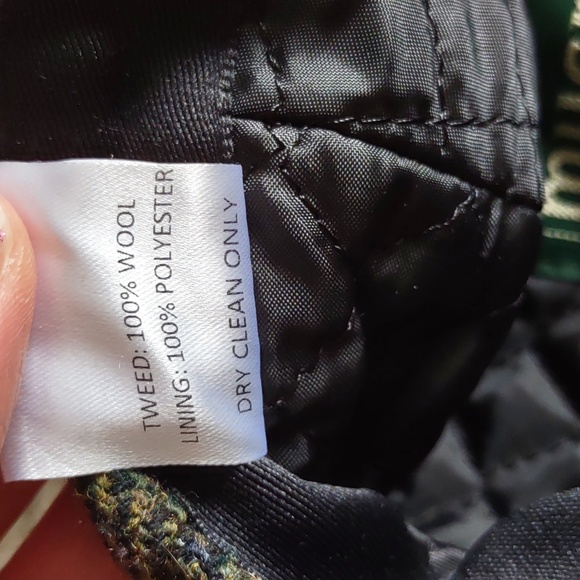 TWEED: 100% WOOL
LINING: 100% POLYESTER
DRY CLEAN ONLY